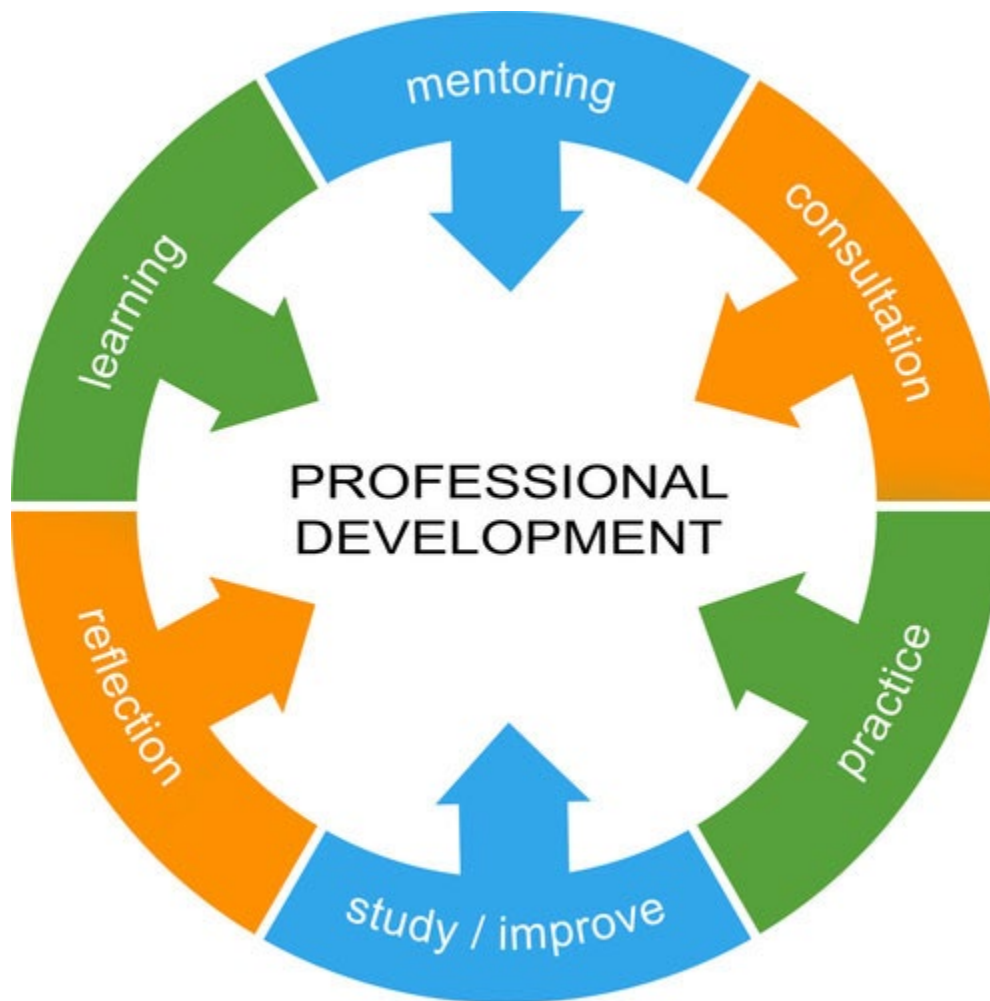 mentoring
consultation
practice
study / improve
reflection
learning
PROFESSIONAL
DEVELOPMENT